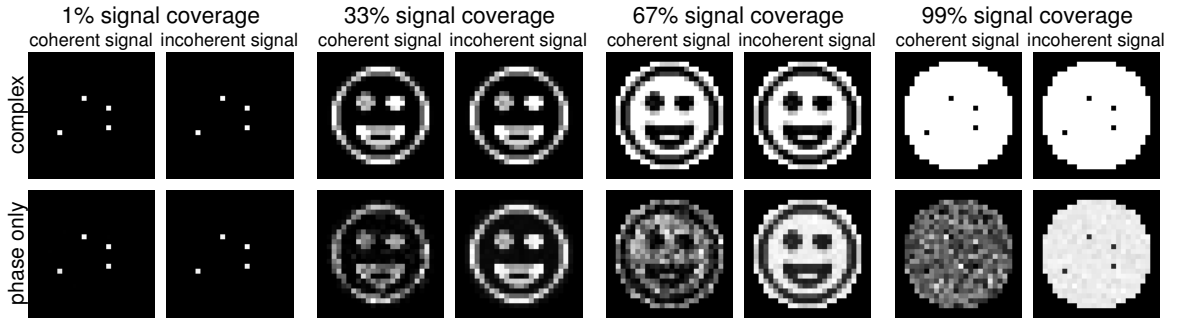 1% signal coverage
33% signal coverage
67% signal coverage
99% signal coverage
coherent signal incoherent signal
coherent signal incoherent signal
coherent signal incoherent signal
coherent signal incoherent signal
complex
phase only